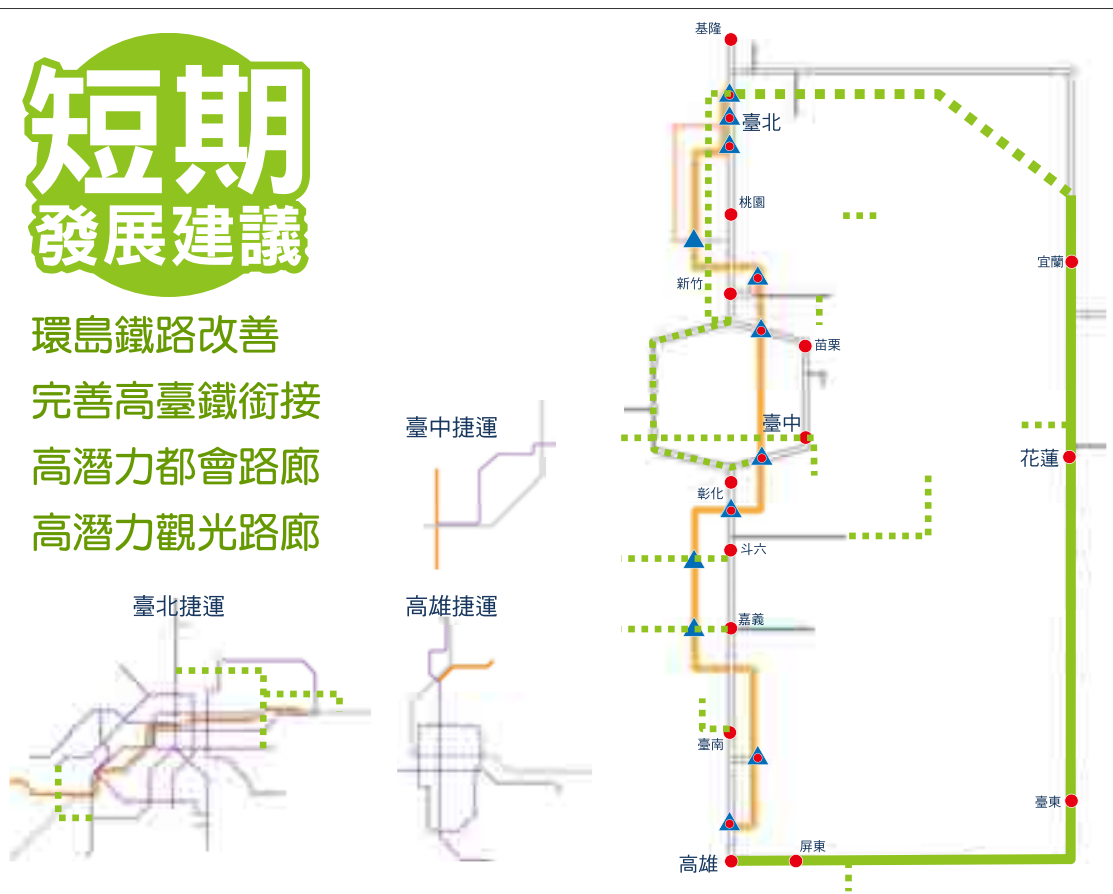 短期
發展建議
環島鐵路改善
完善高臺鐵銜接
高潛力都會路廊
高潛力觀光路廊
臺中捷運
臺北捷運
高雄捷運
基隆
臺北
桃園
宜蘭
新竹
苗栗
臺中
花蓮
彰化
斗六
嘉義
臺南
臺東
屏東
高雄